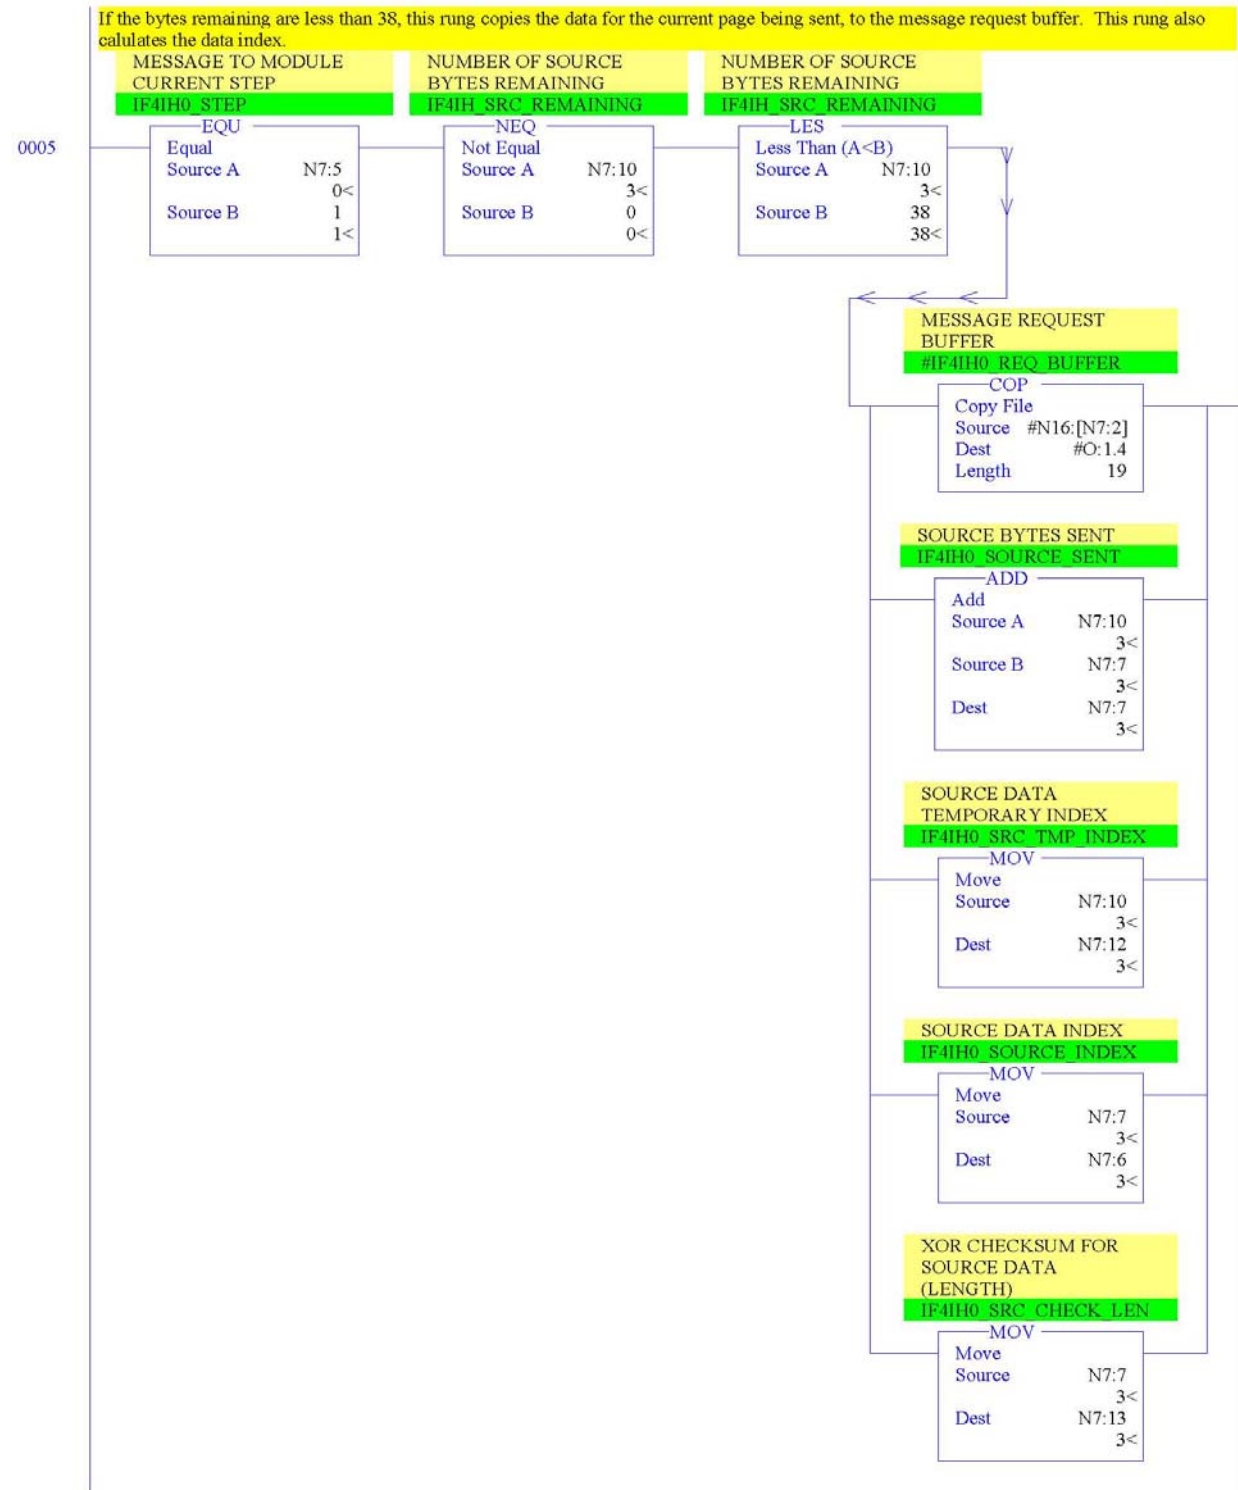 If the bytes remaining are less than 38, this rung copies the data for the current page being sent, to the message request buffer.  This rung also
calulates the data index.
MESSAGE TO MODULE
CURRENT STEP
IF4IH0_STEP
NUMBER OF SOURCE
BYTES REMAINING
IF4IH_SRC_REMAINING
NUMBER OF SOURCE
BYTES REMAINING
IF4IH_SRC_REMAINING
0005
EQU
Equal
Source A N7:5
0<
Source B 1
1<
NEQ
Not Equal
Source A N7:10
3<
Source B 0
0<
LES
Less Than (A<B)
Source A N7:10
3<
Source B 38
38<
MESSAGE REQUEST
BUFFER
#IF4IH0_REQ_BUFFER
COP
Copy File
Source #N16:[N7:2]
Dest #O:1.4
Length 19
SOURCE BYTES SENT
IF4IH0_SOURCE_SENT
ADD
Add
Source A N7:10
3<
Source B N7:7
3<
Dest N7:7
3<
SOURCE DATA
TEMPORARY INDEX
IF4IH0_SRC_TMP_INDEX
MOV
Move
Source N7:10
3<
Dest N7:12
3<
SOURCE DATA INDEX
IF4IH0_SOURCE_INDEX
MOV
Move
Source N7:7
3<
Dest N7:6
3<
XOR CHECKSUM FOR
SOURCE DATA
(LENGTH)
IF4IH0_SRC_CHECK_LEN
MOV
Move
Source N7:7
3<
Dest N7:13
3<